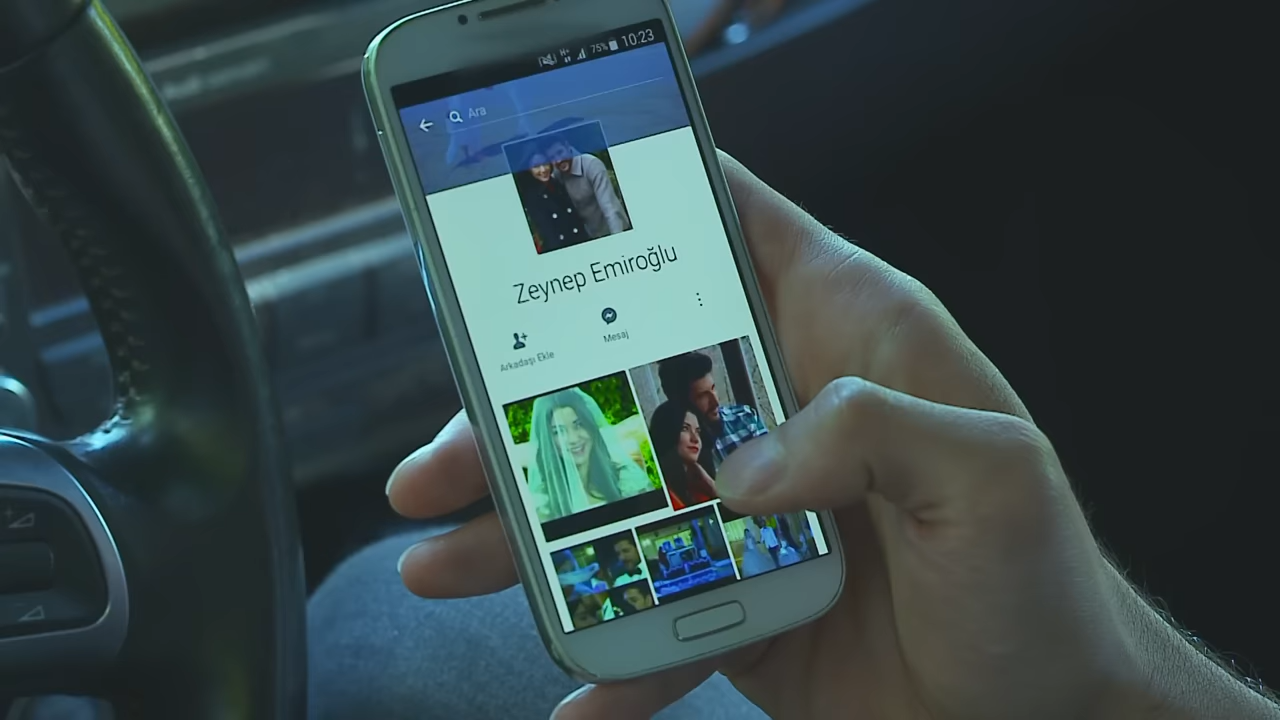 H+ 75% 10:23
Ara
Zeynep Emiroğlu
Arkadaşı Ekle
Mesaj